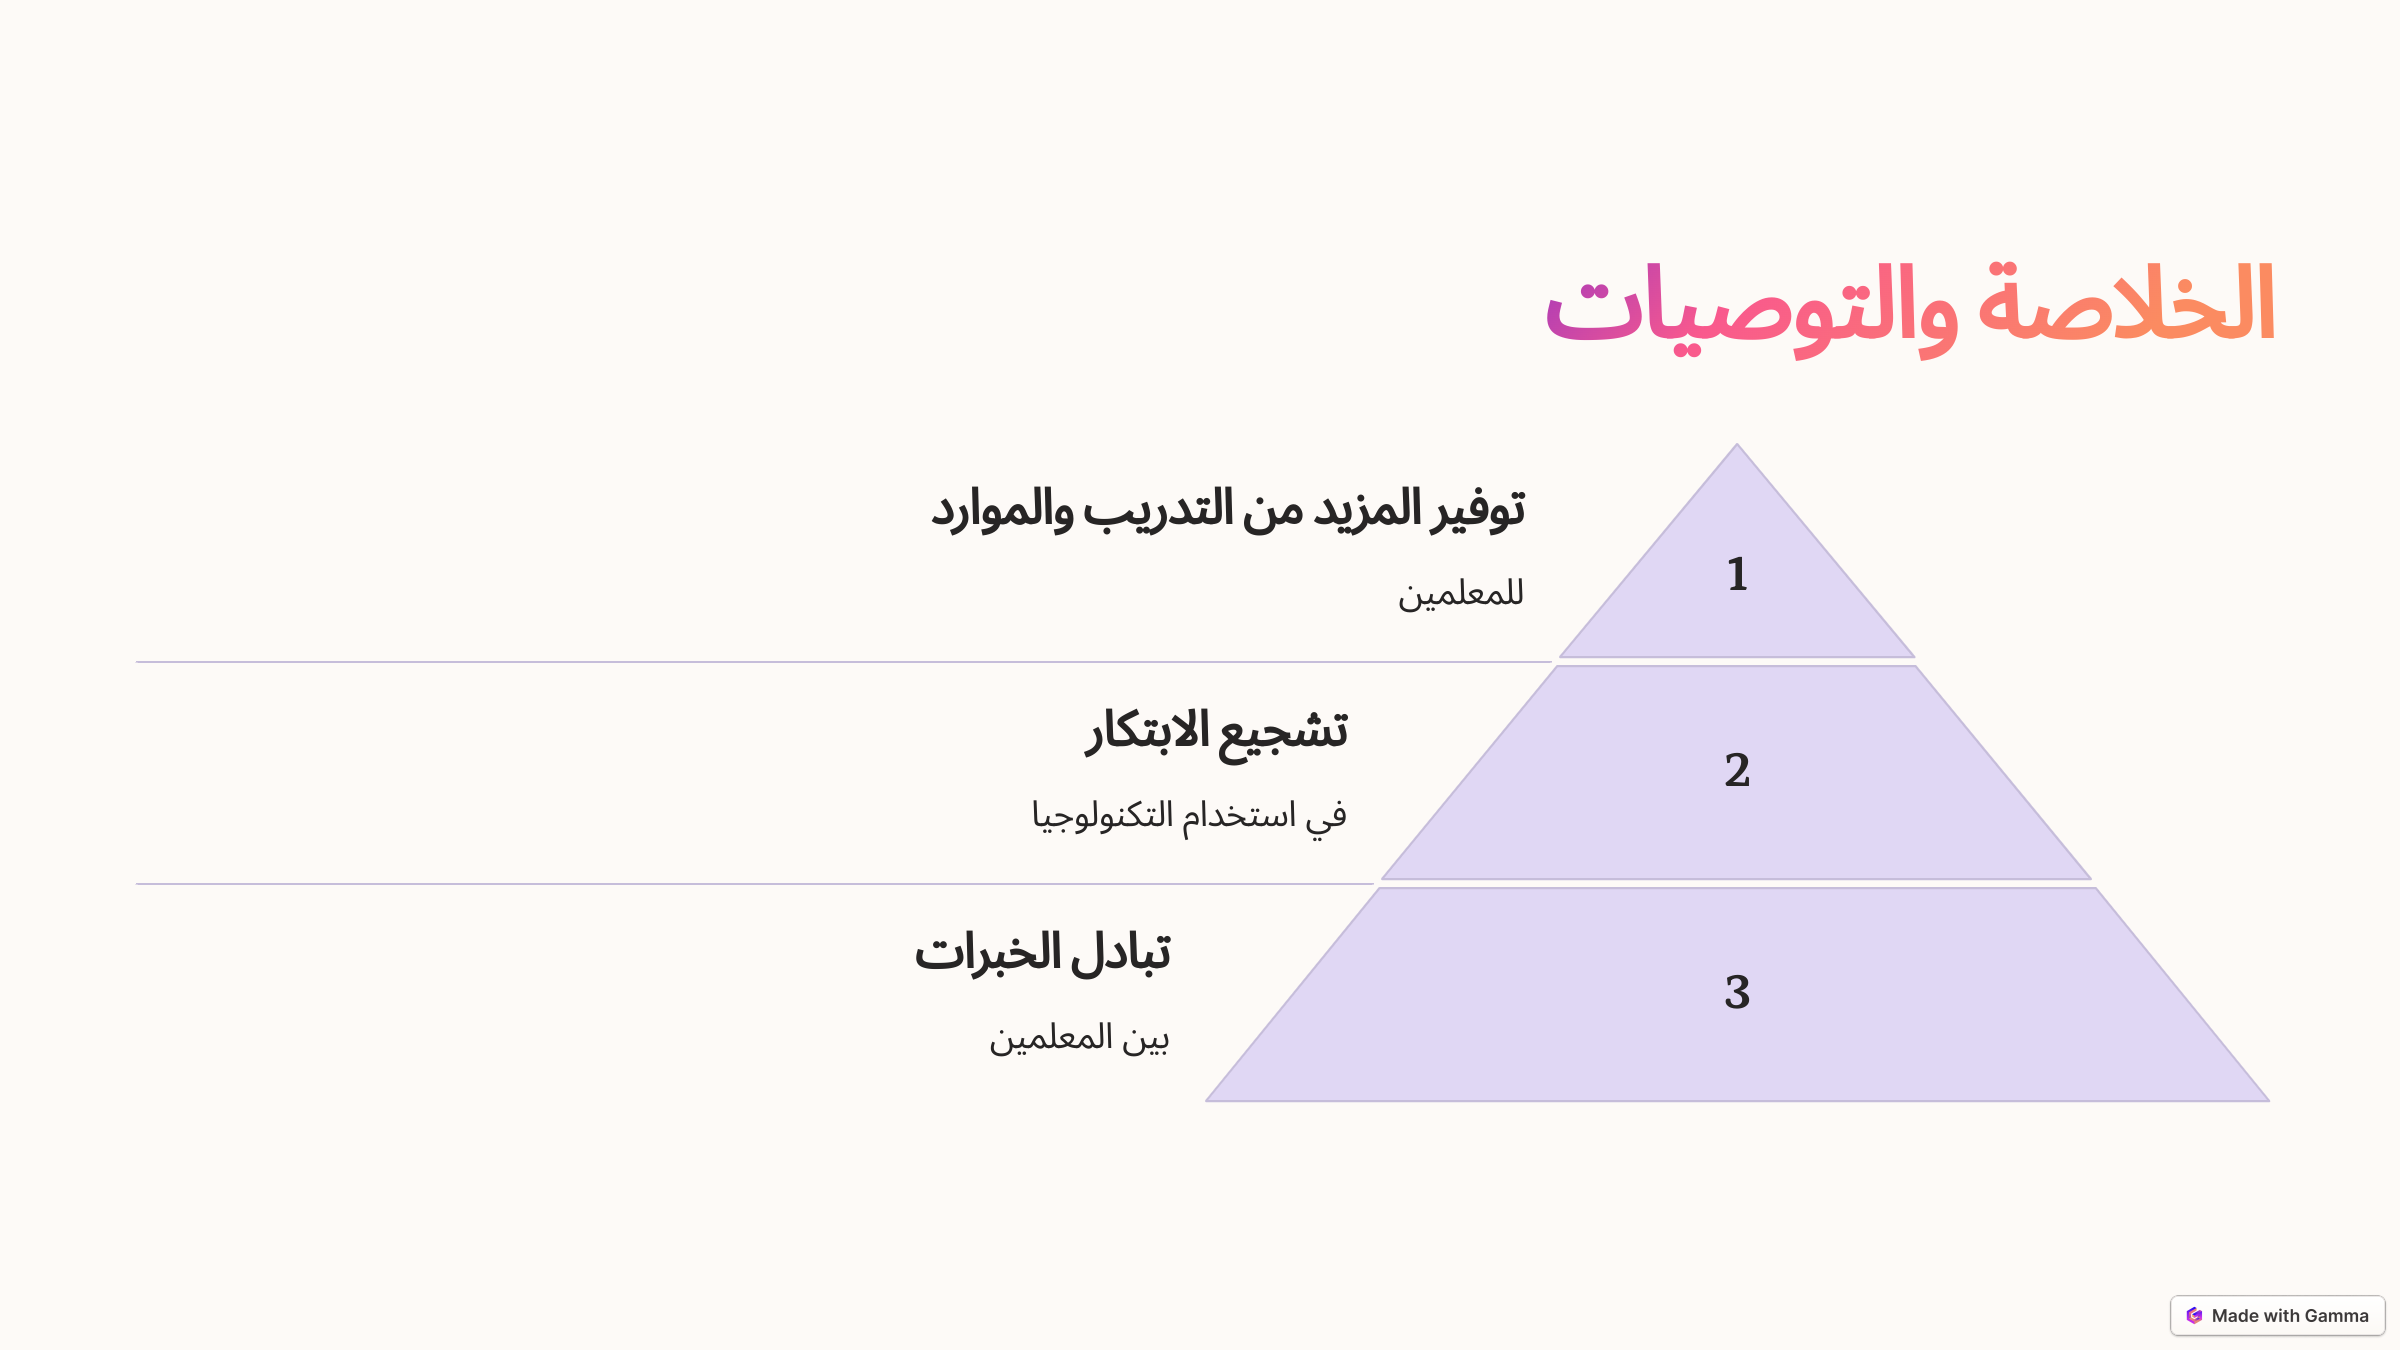 الخلاصة والتوصيات
1
توفير المزيد من التدريب والموارد
للمعلمين
2
تشجيع الابتكار
في استخدام التكنولوجيا
3
تبادل الخبرات
بين المعلمين
Made with Gamma